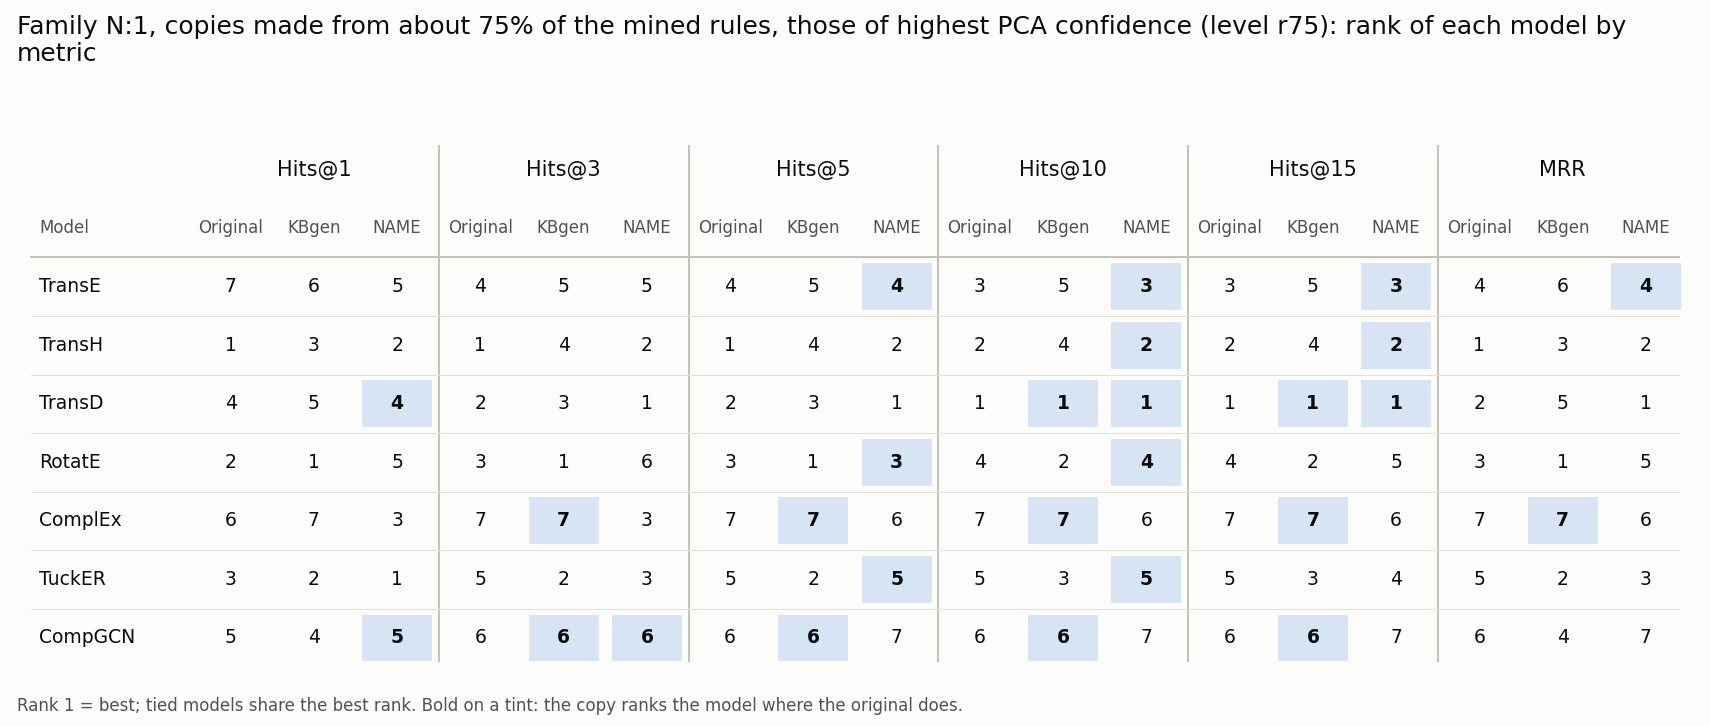 Family N:1, copies made from about 75% of the mined rules, those of highest PCA confidence (level r75): rank of each model by
metric
Hits@1 Hits@3 Hits@5 Hits@10 Hits@15 MRR
Model Original KBgen NAME Original KBgen NAME Original KBgen NAME Original KBgen NAME Original KBgen NAME Original KBgen NAME
TransE 7 6 5 4 5 5 4 5 4 3 5 3 3 5 3 4 6 4
TransH 1 3 2 1 4 2 1 4 2 2 4 2 2 4 2 1 3 2
TransD 4 5 4 2 3 1 2 3 1 1 1 1 1 1 1 2 5 1
RotatE 2 1 5 3 1 6 3 1 3 4 2 4 4 2 5 3 1 5
ComplEx 6 7 3 7 7 3 7 7 6 7 7 6 7 7 6 7 7 6
TuckER 3 2 1 5 2 3 5 2 5 5 3 5 5 3 4 5 2 3
CompGCN 5 4 5 6 6 6 6 6 7 6 6 7 6 6 7 6 4 7
Rank 1 = best; tied models share the best rank. Bold on a tint: the copy ranks the model where the original does.